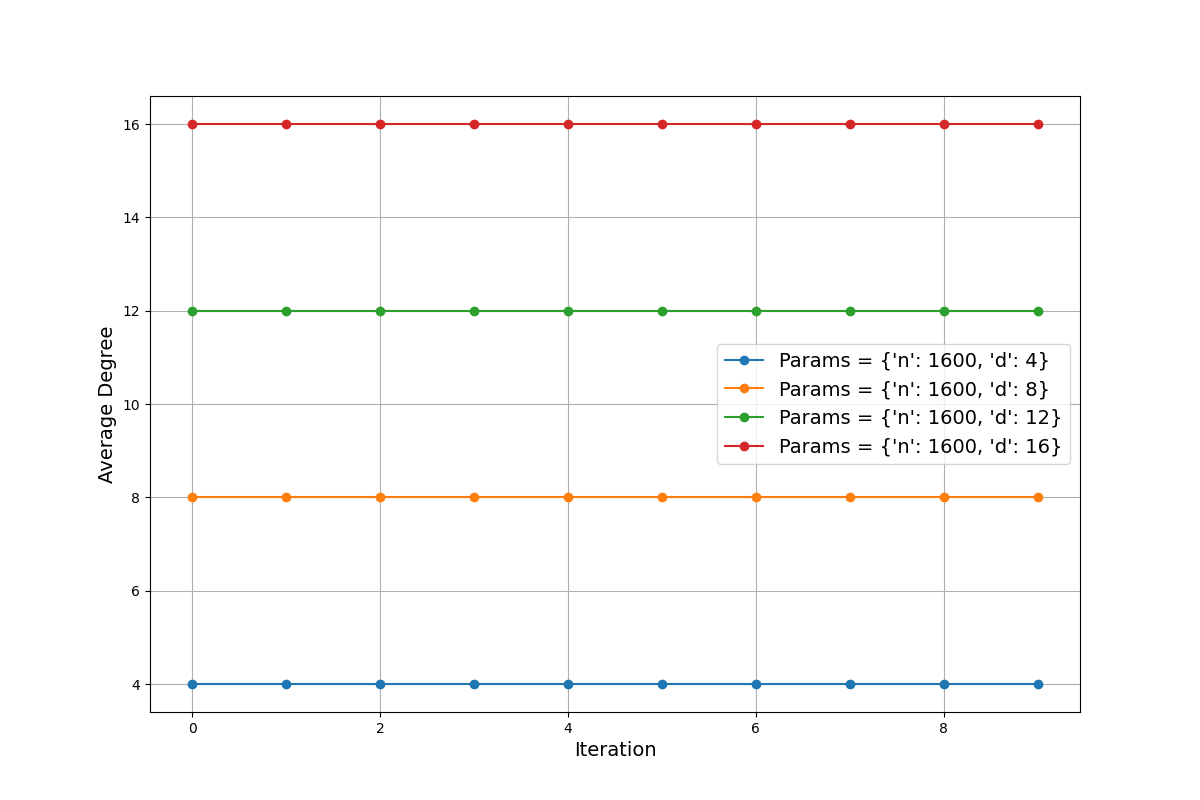 16
14
12
10
8
6
4
Average Degree
Params = {'n': 1600, 'd': 4}
Params = {'n': 1600, 'd': 8}
Params = {'n': 1600, 'd': 12}
Params = {'n': 1600, 'd': 16}
0 2 4 6 8
Iteration